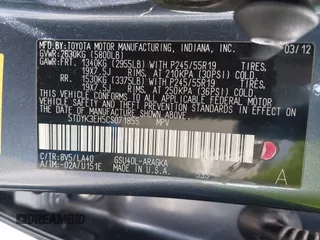 MFD.BY:TOYOTA MOTOR MANUFACTURING, INDIANA, INC. 03/12
GVWR:2630KG (5800LB)
GAWR:FRT. 1340KG (2955LB)WITH P245/55R19 TIRES,
19X7.5J RIMS, AT 210KPA (30PSI) COLD
RR. 1530KG (3375LB)WITH P245/55R19 TIRES,
19X7.5J RIMS, AT 250KPA (36PSI) COLD
THIS VEHICLE CONFORMS TO ALL APPLICABLE
FEDERAL MOTOR VEHICLE SAFETY AND THEFT PREVENTION
STANDARDS IN EFFECT ON THE DATE OF
MANUFACTURE SHOWN ABOVE.
5TDYK3EH5CS071855 MPV
C/TR:8V5/LA40 GSU40L-ARAGKA
A/TM:-02A/U151E MADE IN U.S.A.
A
DREAMBID